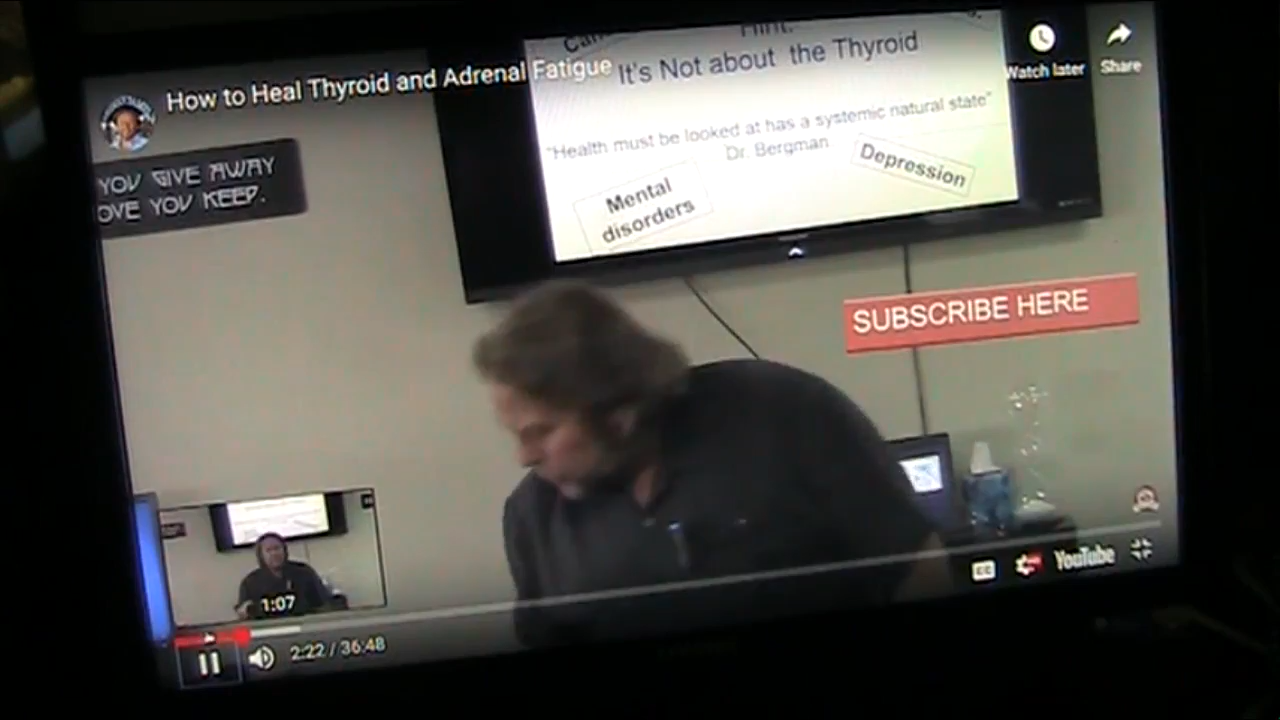 How to Heal Thyroid and Adrenal Fatigue
Hint:
It's Not about the Thyroid
Watch later
Share
"Health must be looked at has a systemic natural state"
Dr. Bergman
Mental
disorders
Depression
YOU GIVE AWAY
OVE YOU KEEP.
SUBSCRIBE HERE
1:07
2:22 / 36:48
CC
YouTube